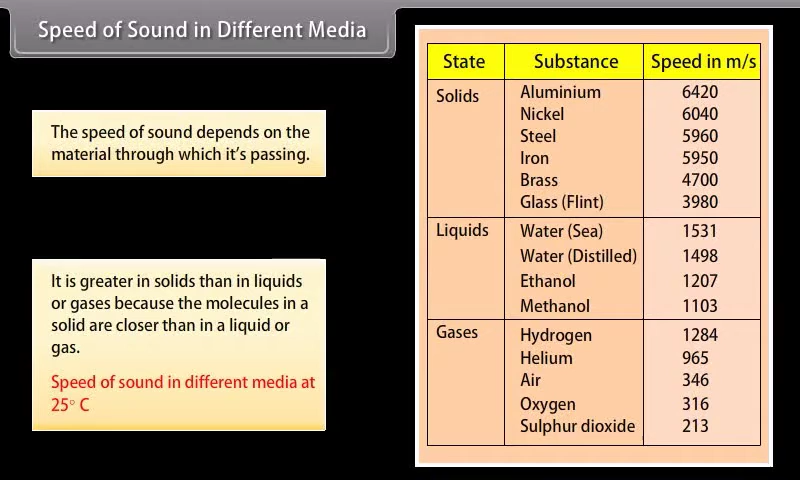 Speed of Sound in Different Media
The speed of sound depends on the
material through which it's passing.
It is greater in solids than in liquids
or gases because the molecules in a
solid are closer than in a liquid or
gas.
Speed of sound in different media at
25° C
State Substance Speed in m/s
Solids Aluminium 6420
Nickel 6040
Steel 5960
Iron 5950
Brass 4700
Glass (Flint) 3980
Liquids Water (Sea) 1531
Water (Distilled) 1498
Ethanol 1207
Methanol 1103
Gases Hydrogen 1284
Helium 965
Air 346
Oxygen 316
Sulphur dioxide 213